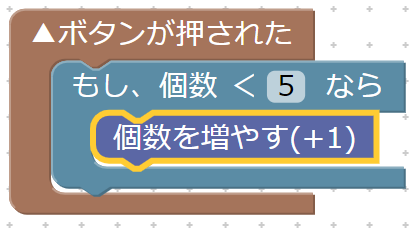 ▲ボタンが押された
もし、個数 < 5 なら
個数を増やす(+1)